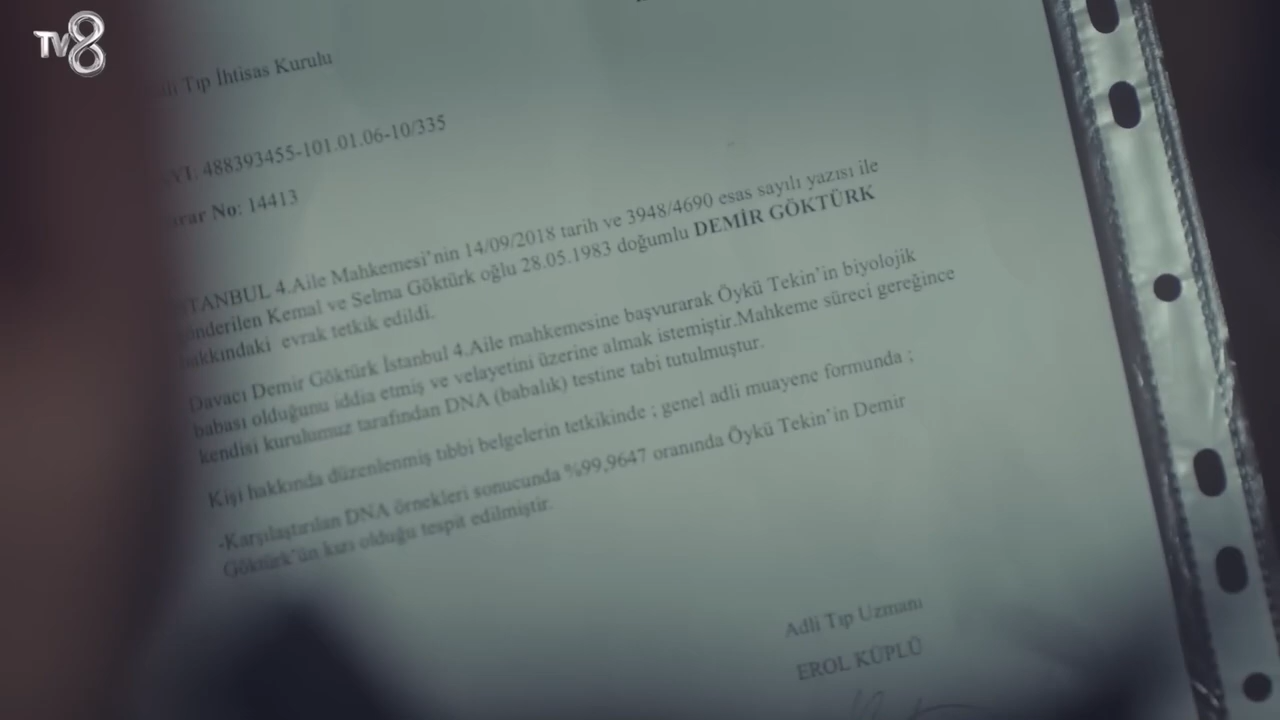 TV8
Tıp İhtisas Kurulu
488393455-101.01.06-10/335
No: 14413
4.Aile Mahkemesi'nin 14/09/2018 tarih ve 3948/4690 esas sayılı yazısı ile
Kemal ve Selma Göktürk oğlu 28.05.1983 doğumlu DEMİR GÖKTÜRK
hakkındaki evrak tetkik edildi.
Davacı Demir Göktürk İstanbul 4.Aile mahkemesine başvurarak Öykü Tekin'in biyolojik
babası olduğunu iddia etmiş ve velayetini üzerine almak istemiştir.Mahkeme süreci gereğince
kendisi kurulumuz tarafından DNA (babalık) testine tabi tutulmuştur.
Kişi hakkında düzenlenmiş tıbbi belgelerin tetkikinde ; genel adli muayene formunda ;
-Karşılaştırılan DNA örnekleri sonucunda %99,9647 oranında Öykü Tekin'in Demir
Göktürk'ün kızı olduğu tespit edilmiştir.
Adli Tıp Uzmanı
EROL KÜPLÜ